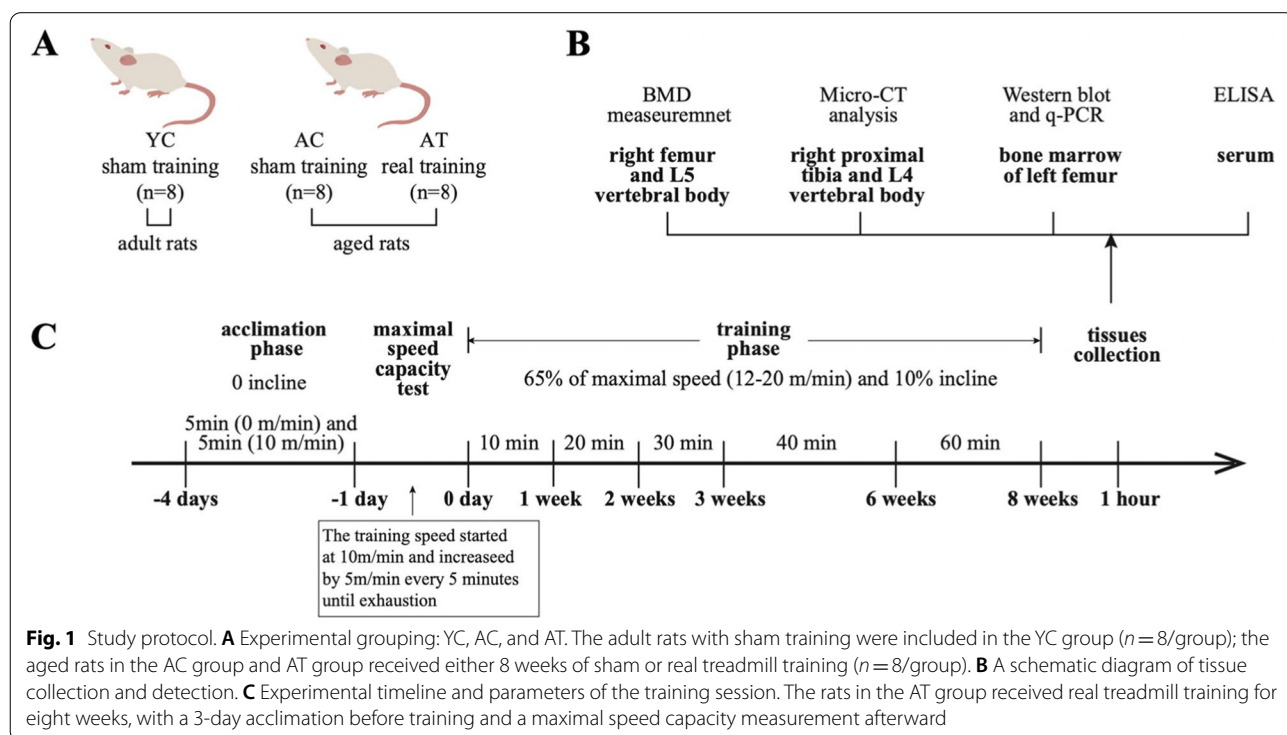 A
YC
sham training
(n=8)
adult rats
AC
sham training
(n=8)
AT
real training
(n=8)
aged rats
B
BMD
measeuremnet
right femur
and L5
vertebral body
Micro-CT
analysis
right proximal
tibia and L4
vertebral body
Western blot
and q-PCR
bone marrow
of left femur
ELISA
serum
C
acclimation
phase
0 incline
5min (0 m/min) and
5min (10 m/min)
maximal
speed
capacity
test
training
phase
65% of maximal speed (12-20 m/min) and 10% incline
tissues
collection
10 min
20 min
30 min
40 min
60 min
-4 days
-1 day
0 day
1 week
2 weeks
3 weeks
6 weeks
8 weeks
1 hour
The training speed started
at 10m/min and increaseed
by 5m/min every 5 minutes
until exhaustion
Fig. 1 Study protocol. A Experimental grouping: YC, AC, and AT. The adult rats with sham training were included in the YC group (n = 8/group); the
aged rats in the AC group and AT group received either 8 weeks of sham or real treadmill training (n = 8/group). B A schematic diagram of tissue
collection and detection. C Experimental timeline and parameters of the training session. The rats in the AT group received real treadmill training for
eight weeks, with a 3-day acclimation before training and a maximal speed capacity measurement afterward